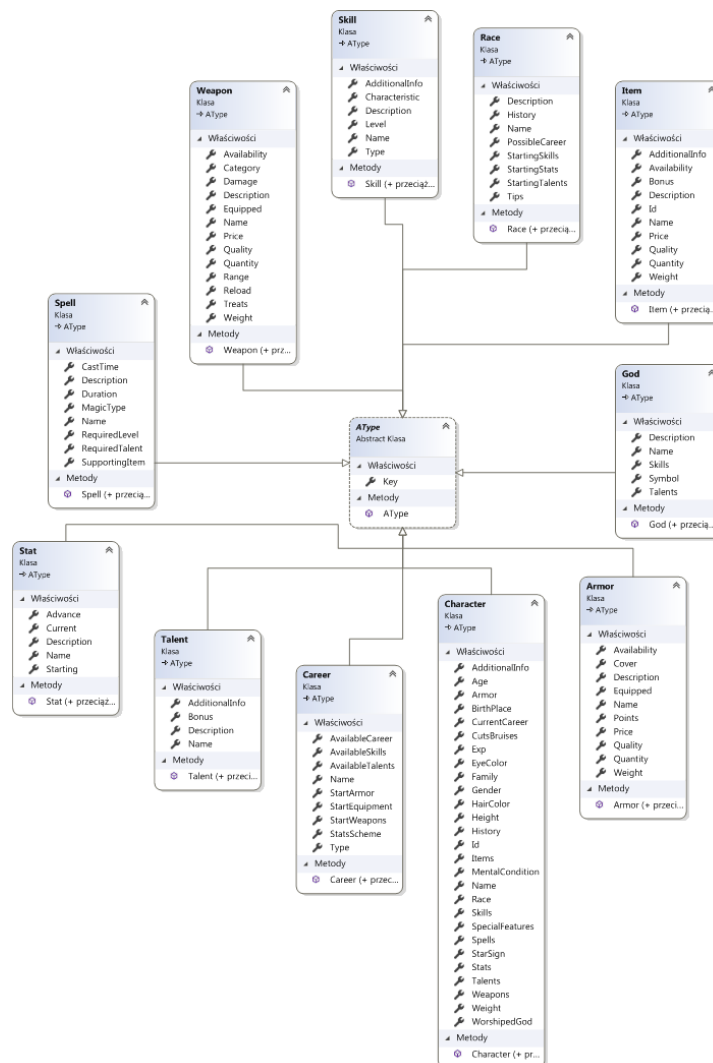 Skill
Klasa
AType
Właściwości
AdditionalInfo
Characteristic
Description
Level
Name
Type
Metody
Skill (+ przeciąż...
Race
Klasa
AType
Właściwości
Description
History
Name
PossibleCareer
StartingSkills
StartingStats
StartingTalents
Tips
Metody
Race (+ przeciąż...
Weapon
Klasa
AType
Właściwości
Availability
Category
Damage
Description
Equipped
Name
Price
Quality
Quantity
Range
Reload
Treats
Weight
Metody
Weapon (+ prz...
Item
Klasa
AType
Właściwości
AdditionalInfo
Availability
Bonus
Description
Id
Name
Price
Quality
Quantity
Weight
Metody
Item (+ przecią...
Spell
Klasa
AType
Właściwości
CastTime
Description
Duration
MagicType
Name
RequiredLevel
RequiredTalent
SupportingItem
Metody
Spell (+ przecią...
AType
Abstract Klasa
Właściwości
Key
Metody
AType
God
Klasa
AType
Właściwości
Description
Name
Skills
Symbol
Talents
Metody
God (+ przecią...
Stat
Klasa
AType
Właściwości
Advance
Current
Description
Name
Starting
Metody
Stat (+ przeciąż...
Talent
Klasa
AType
Właściwości
AdditionalInfo
Bonus
Description
Name
Metody
Talent (+ przeci...
Career
Klasa
AType
Właściwości
AvailableCareer
AvailableSkills
AvailableTalents
Name
StartArmor
StartEquipment
StartWeapons
StatsScheme
Type
Metody
Career (+ przec...
Character
Klasa
AType
Właściwości
AdditionalInfo
Age
Armor
BirthPlace
CurrentCareer
CutsBruises
Exp
EyeColor
Family
Gender
HairColor
Height
History
Id
Items
MentalCondition
Name
Race
Skills
SpecialFeatures
Spells
StarSign
Stats
Talents
Weapons
Weight
WorshipedGod
Metody
Character (+ pr...
Armor
Klasa
AType
Właściwości
Availability
Cover
Description
Equipped
Name
Points
Price
Quality
Quantity
Weight
Metody
Armor (+ przeci...